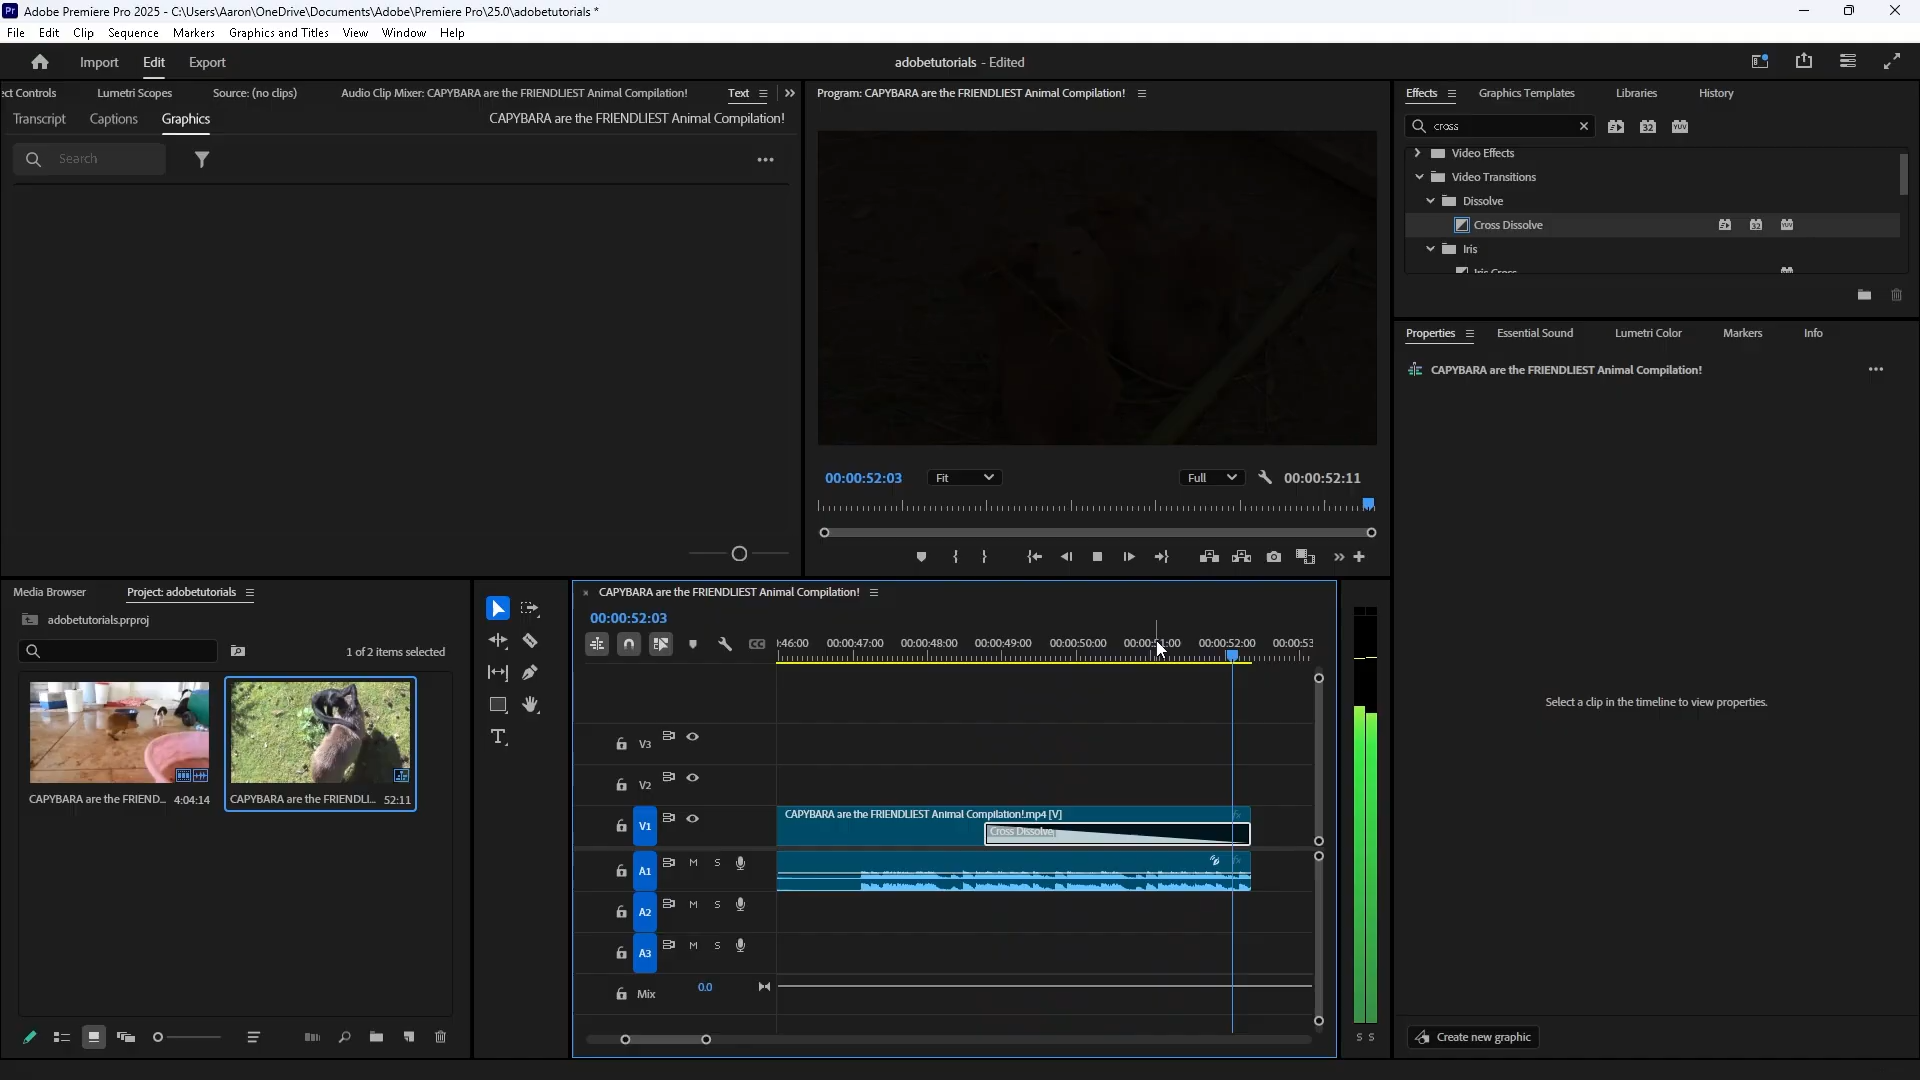 Pr Adobe Premiere Pro 2025 - C:\Users\Aaron\OneDrive\Documents\Adobe\Premiere Pro\25.0\adobetutorials *
File Edit Clip Sequence Markers Graphics and Titles View Window Help
Import Edit Export adobetutorials - Edited
ect Controls Lumetri Scopes Source: (no clips) Audio Clip Mixer: CAPYBARA are the FRIENDLIEST Animal Compilation! Text
Transcript Captions Graphics CAPYBARA are the FRIENDLIEST Animal Compilation!
Search
Program: CAPYBARA are the FRIENDLIEST Animal Compilation!
00:00:52:03 Fit Full 00:00:52:11
Effects Graphics Templates Libraries History
cross 32 YUV
Video Effects
Video Transitions
Dissolve
Cross Dissolve 32 YUV
Iris
Iris Cross
Properties Essential Sound Lumetri Color Markers Info
CAPYBARA are the FRIENDLIEST Animal Compilation!
Select a clip in the timeline to view properties.
Create new graphic
Media Browser Project: adobetutorials
adobetutorials.prproj
1 of 2 items selected
CAPYBARA are the FRIEND... 4:04:14 CAPYBARA are the FRIENDLI... 52:11
CAPYBARA are the FRIENDLIEST Animal Compilation!
00:00:52:03
CC
:46:00 00:00:47:00 00:00:48:00 00:00:49:00 00:00:50:00 00:00:51:00 00:00:52:00 00:00:53
V3
V2
V1 CAPYBARA are the FRIENDLIEST Animal Compilation!.mp4 [V] fx
Cross Dissolve
A1 M S fx
A2 M S
A3 M S
Mix 0.0
S S